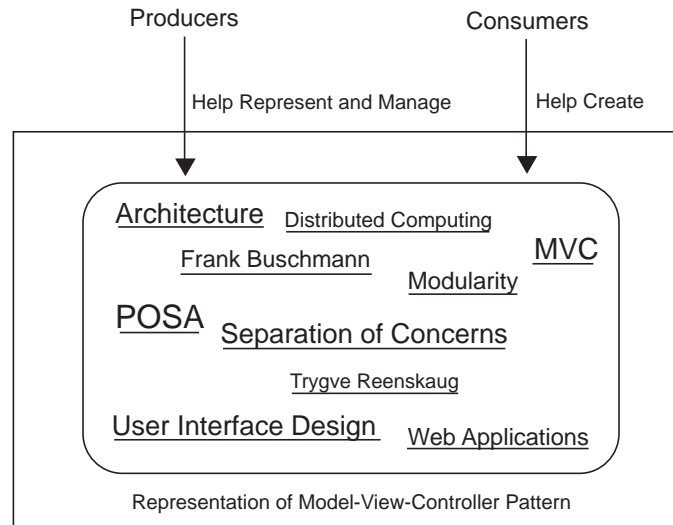 Producers
Consumers
Help Represent and Manage
Help Create
Architecture
Distributed Computing
Frank Buschmann
MVC
Modularity
POSA
Separation of Concerns
Trygve Reenskaug
User Interface Design
Web Applications
Representation of Model-View-Controller Pattern